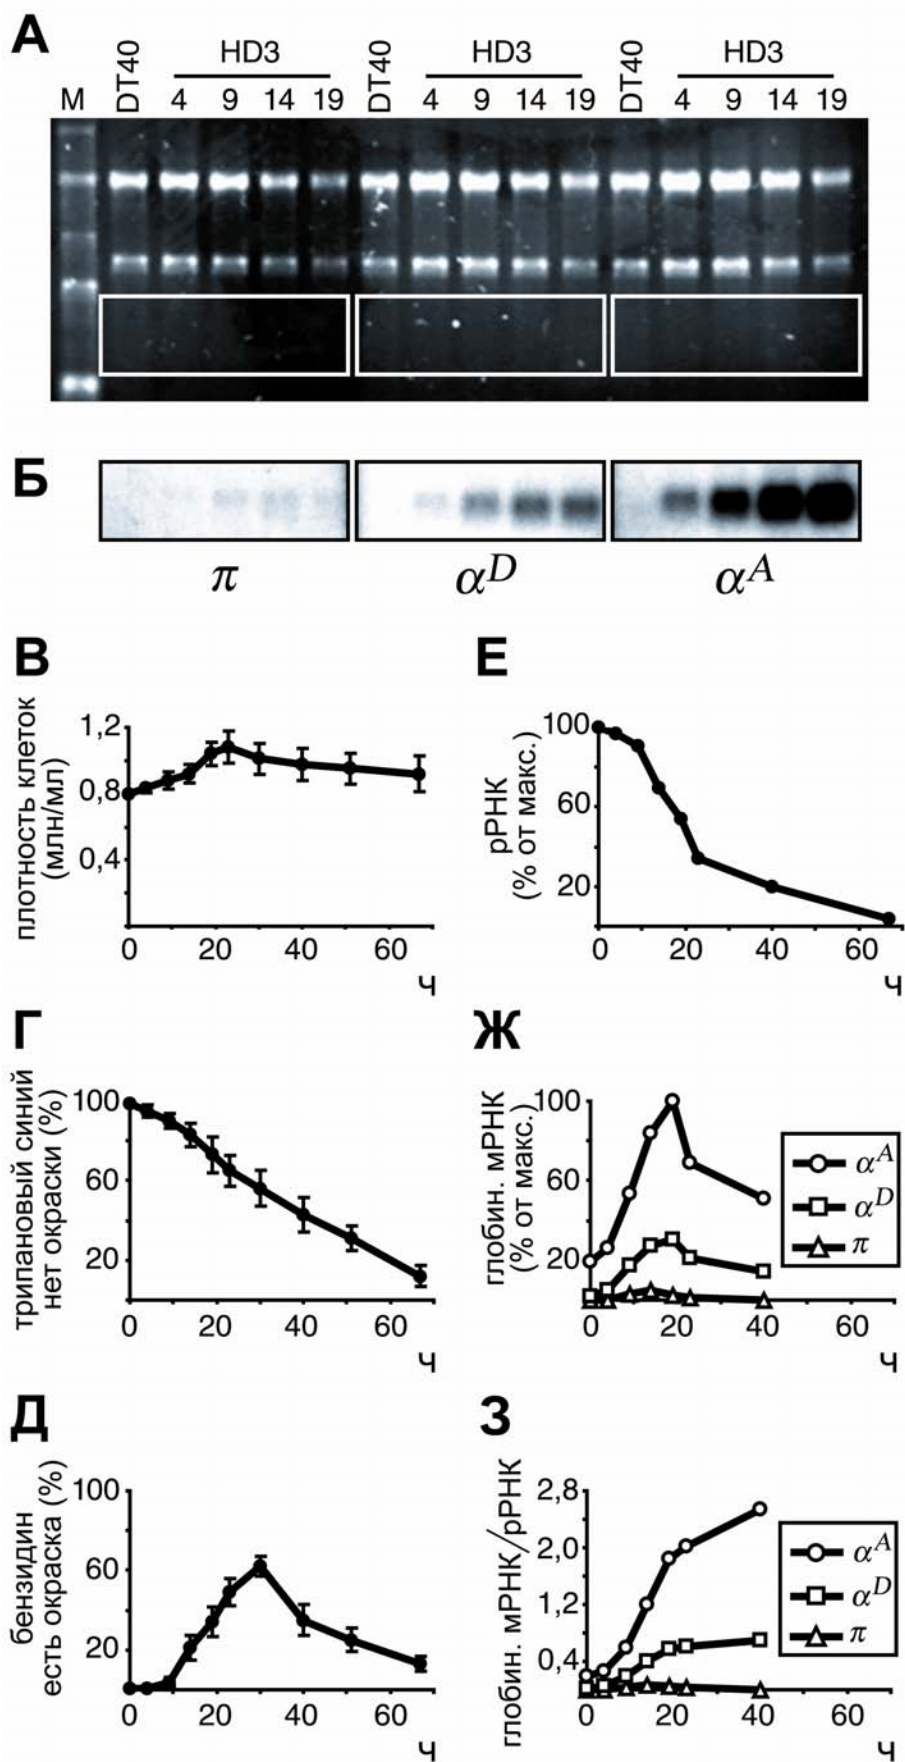 А
DT40 HD3 DT40 HD3 DT40 HD3
M 4 9 14 19 4 9 14 19 4 9 14 19
Б
π αD αA
В
плотность клеток
(млн/мл)
1,2
0,8
0,4
0 20 40 60
ч
Е
рРНК
(% от макс.)
100
60
20
0 20 40 60
ч
Г
трипановый синий
нет окраски (%)
100
60
20
0 20 40 60
ч
Ж
глобин. мРНК
(% от макс.)
100
60
20
0 20 40 60
ч
αA
αD
π
Д
бензидин
есть окраска (%)
100
60
20
0 20 40 60
ч
З
глобин. мРНК/рРНК
2,8
2,0
1,2
0,4
0 20 40 60
ч
αA
αD
π